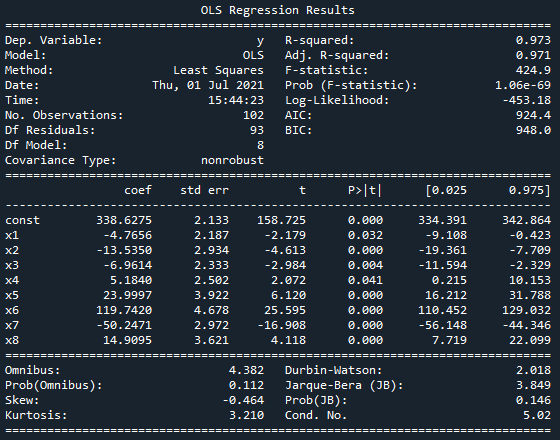 OLS Regression Results
==============================================================================
Dep. Variable: y R-squared: 0.973
Model: OLS Adj. R-squared: 0.971
Method: Least Squares F-statistic: 424.9
Date: Thu, 01 Jul 2021 Prob (F-statistic): 1.06e-69
Time: 15:44:23 Log-Likelihood: -453.18
No. Observations: 102 AIC: 924.4
Df Residuals: 93 BIC: 948.0
Df Model: 8
Covariance Type: nonrobust
==============================================================================
coef std err t P>|t| [0.025 0.975]
------------------------------------------------------------------------------
const 338.6275 2.133 158.725 0.000 334.391 342.864
x1 -4.7656 2.187 -2.179 0.032 -9.108 -0.423
x2 -13.5350 2.934 -4.613 0.000 -19.361 -7.709
x3 -6.9614 2.333 -2.984 0.004 -11.594 -2.329
x4 5.1840 2.502 2.072 0.041 0.215 10.153
x5 23.9997 3.922 6.120 0.000 16.212 31.788
x6 119.7420 4.678 25.595 0.000 110.452 129.032
x7 -50.2471 2.972 -16.908 0.000 -56.148 -44.346
x8 14.9095 3.621 4.118 0.000 7.719 22.099
==============================================================================
Omnibus: 4.382 Durbin-Watson: 2.018
Prob(Omnibus): 0.112 Jarque-Bera (JB): 3.849
Skew: -0.464 Prob(JB): 0.146
Kurtosis: 3.210 Cond. No. 5.02
==============================================================================